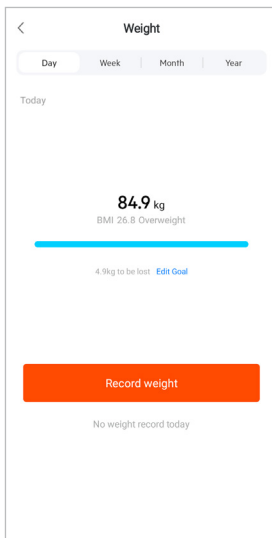 Weight
Day Week Month Year
Today
84.9 kg
BMI 26.8 Overweight
4.9kg to be lost Edit Goal
Record weight
No weight record today